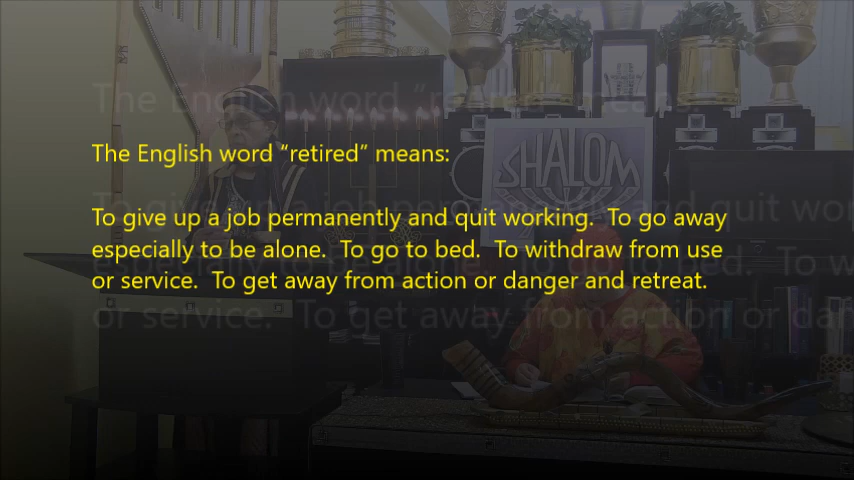 The English word “retired” means:
To give up a job permanently and quit working.  To go away
especially to be alone.  To go to bed.  To withdraw from use
or service.  To get away from action or danger and retreat.
SHALOM